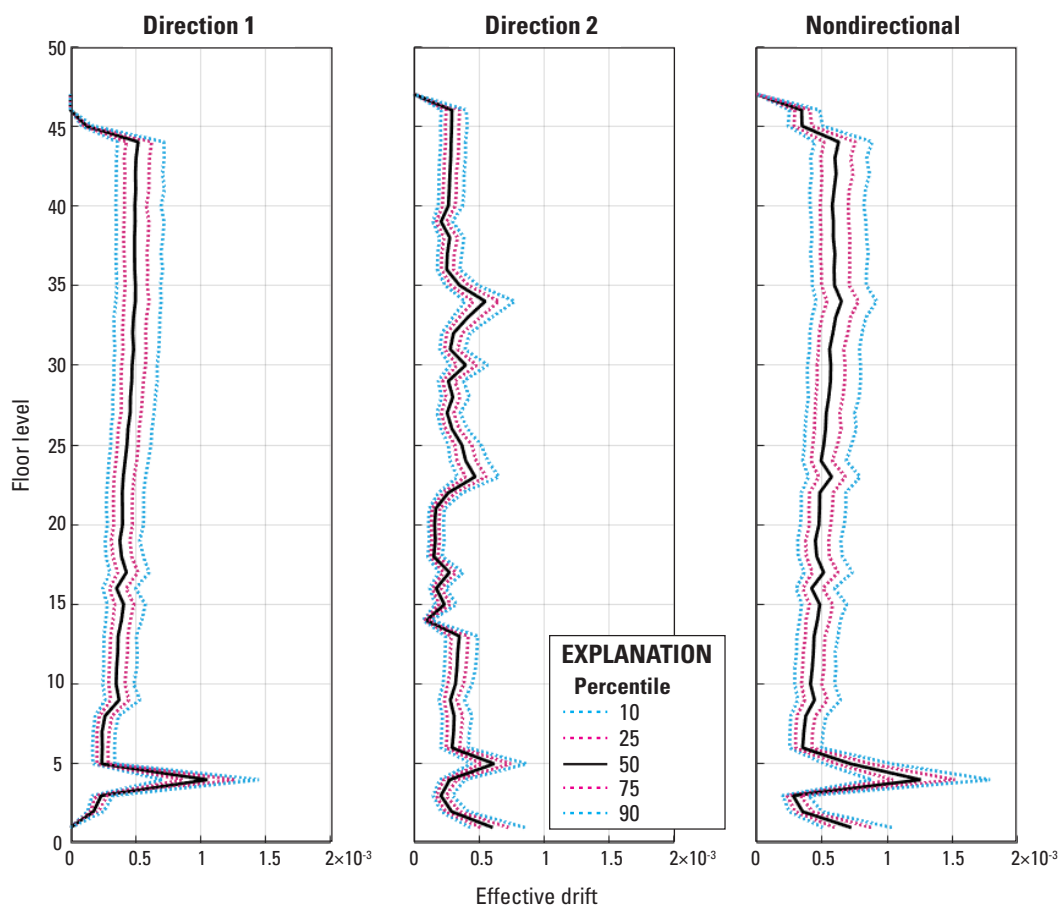 Direction 1
Direction 2
Nondirectional
50
45
40
35
30
25
20
15
10
5
0
Floor level
0 0.5 1 1.5 2×10⁻³
0 0.5 1 1.5 2×10⁻³
0 0.5 1 1.5 2×10⁻³
Effective drift
EXPLANATION
Percentile
10
25
50
75
90